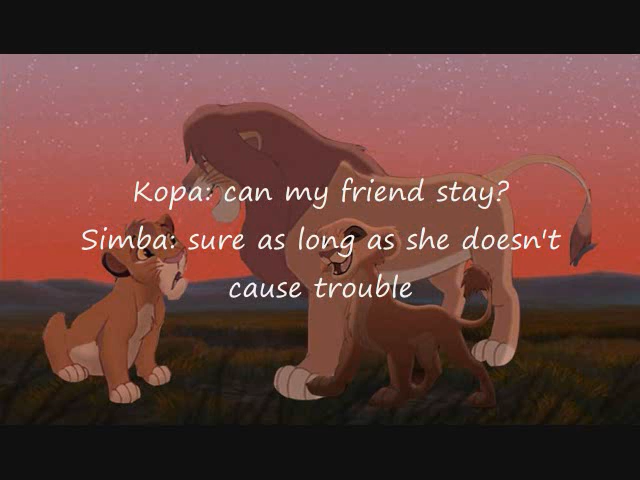 Kopa: can my friend stay?
Simba: sure as long as she doesn't
cause trouble